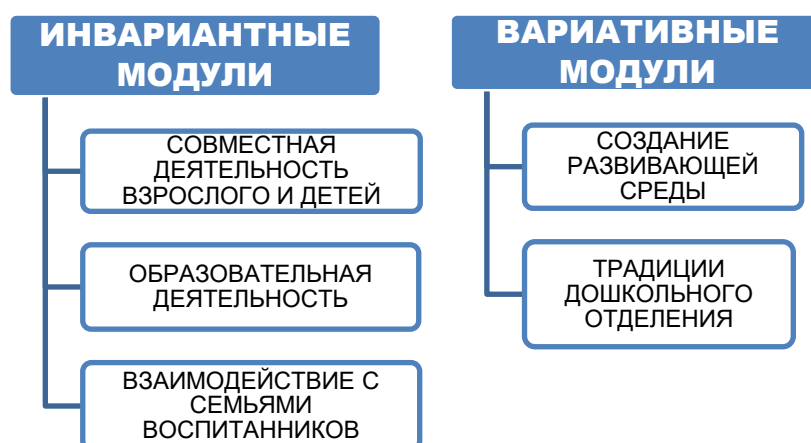 ИНВАРИАНТНЫЕ
МОДУЛИ
СОВМЕСТНАЯ
ДЕЯТЕЛЬНОСТЬ
ВЗРОСЛОГО И ДЕТЕЙ
ОБРАЗОВАТЕЛЬНАЯ
ДЕЯТЕЛЬНОСТЬ
ВЗАИМОДЕЙСТВИЕ С
СЕМЬЯМИ
ВОСПИТАННИКОВ
ВАРИАТИВНЫЕ
МОДУЛИ
СОЗДАНИЕ
РАЗВИВАЮЩЕЙ
СРЕДЫ
ТРАДИЦИИ
ДОШКОЛЬНОГО
ОТДЕЛЕНИЯ